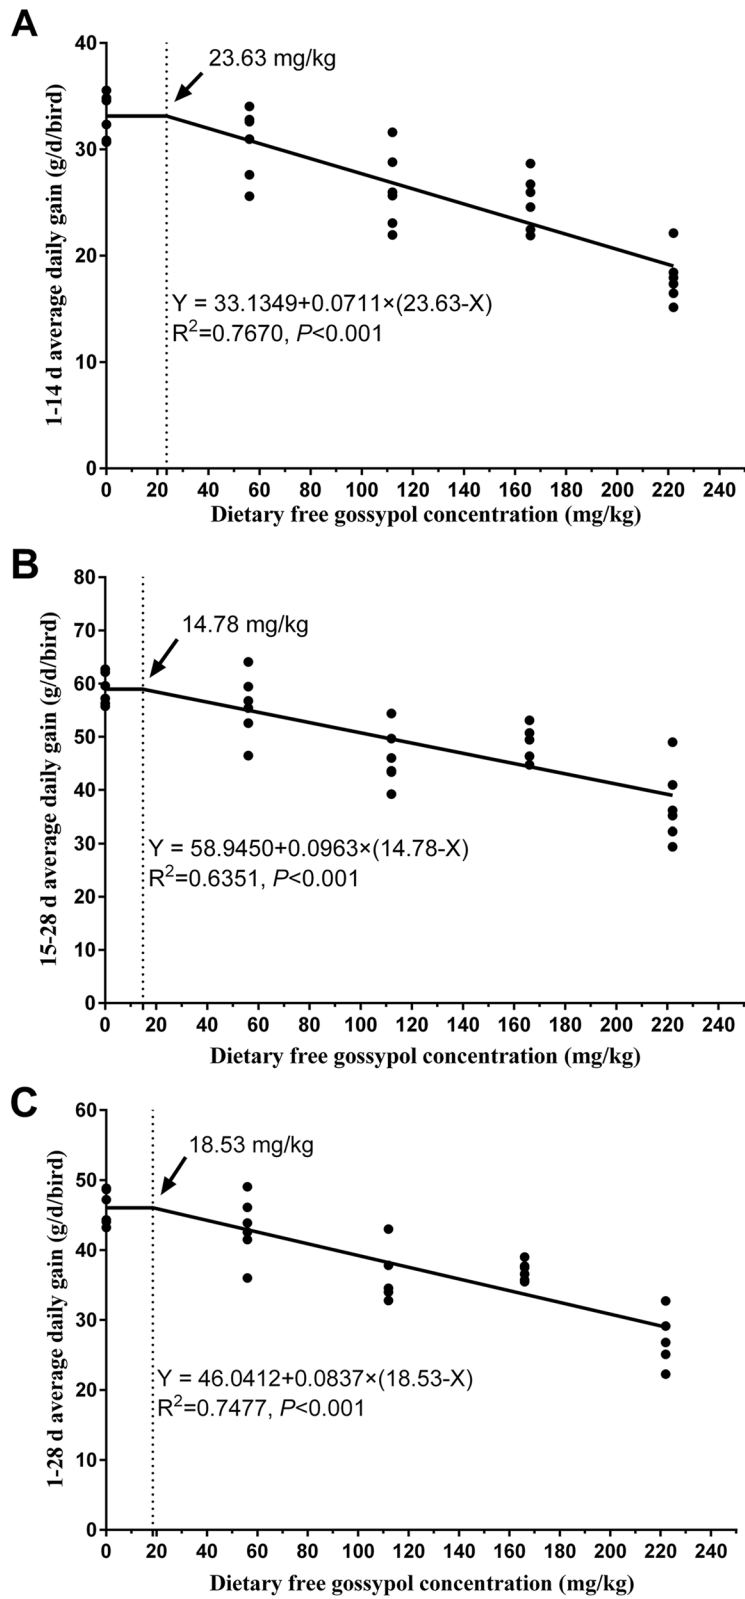 A
23.63 mg/kg
40
30
20
10
0
1-14 d average daily gain (g/d/bird)
Y = 33.1349+0.0711×(23.63-X)
R²=0.7670, P<0.001
0 20 40 60 80 100 120 140 160 180 200 220 240
Dietary free gossypol concentration (mg/kg)
B
14.78 mg/kg
80
70
60
50
40
30
20
10
0
15-28 d average daily gain (g/d/bird)
Y = 58.9450+0.0963×(14.78-X)
R²=0.6351, P<0.001
0 20 40 60 80 100 120 140 160 180 200 220 240
Dietary free gossypol concentration (mg/kg)
C
18.53 mg/kg
60
50
40
30
20
10
0
1-28 d average daily gain (g/d/bird)
Y = 46.0412+0.0837×(18.53-X)
R²=0.7477, P<0.001
0 20 40 60 80 100 120 140 160 180 200 220 240
Dietary free gossypol concentration (mg/kg)